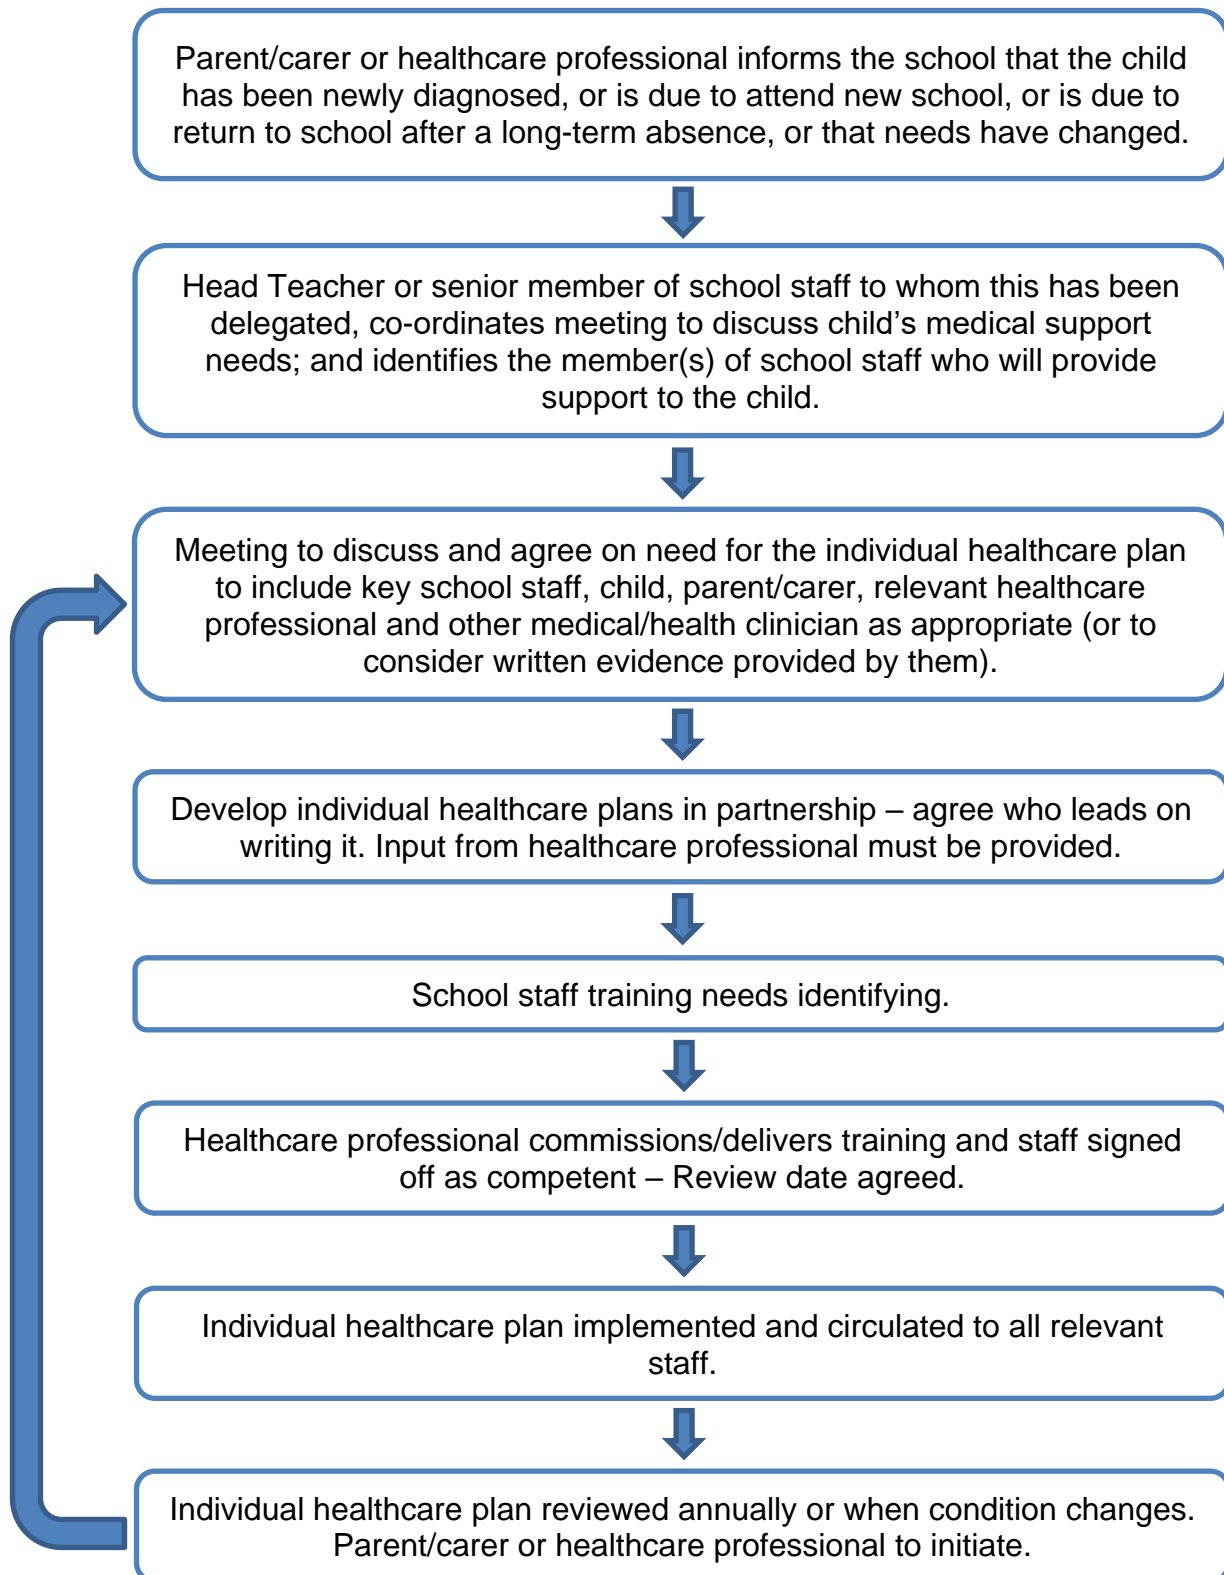 Parent/carer or healthcare professional informs the school that the child
has been newly diagnosed, or is due to attend new school, or is due to
return to school after a long-term absence, or that needs have changed.
Head Teacher or senior member of school staff to whom this has been
delegated, co-ordinates meeting to discuss child’s medical support
needs; and identifies the member(s) of school staff who will provide
support to the child.
Meeting to discuss and agree on need for the individual healthcare plan
to include key school staff, child, parent/carer, relevant healthcare
professional and other medical/health clinician as appropriate (or to
consider written evidence provided by them).
Develop individual healthcare plans in partnership – agree who leads on
writing it. Input from healthcare professional must be provided.
School staff training needs identifying.
Healthcare professional commissions/delivers training and staff signed
off as competent – Review date agreed.
Individual healthcare plan implemented and circulated to all relevant
staff.
Individual healthcare plan reviewed annually or when condition changes.
Parent/carer or healthcare professional to initiate.